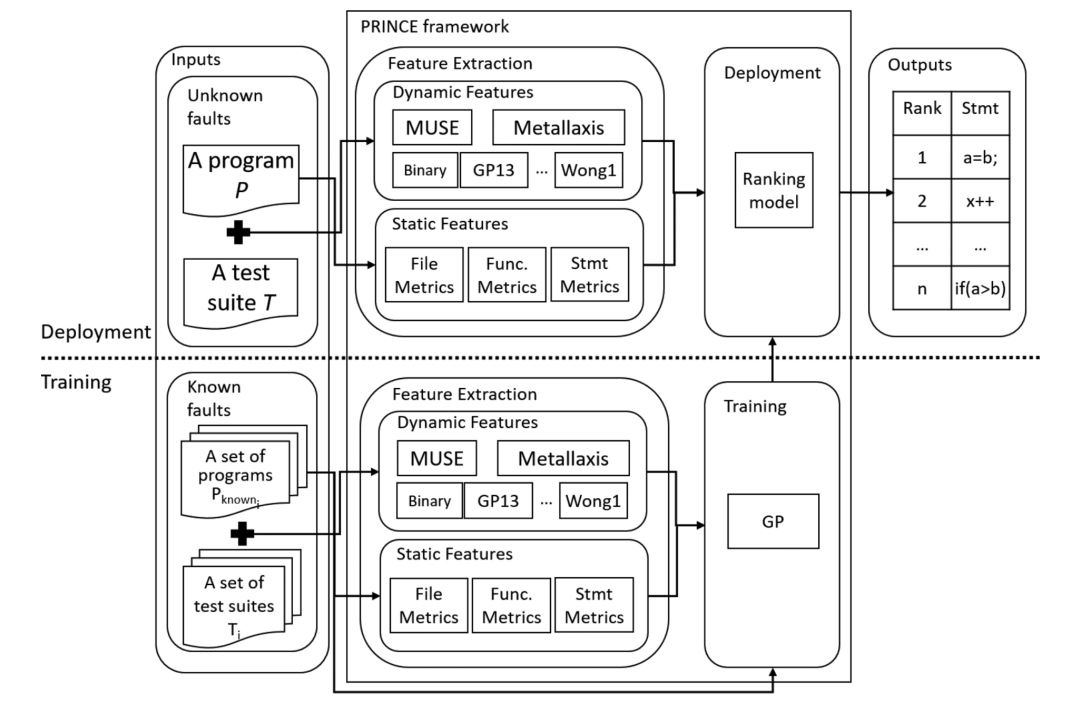 PRINCE framework
Inputs
Unknown
faults
A program
P
A test
suite T
Feature Extraction
Dynamic Features
MUSE
Metallaxis
Binary
GP13
...
Wong1
Static Features
File
Metrics
Func.
Metrics
Stmt
Metrics
Deployment
Ranking
model
Outputs
Rank Stmt
1 a=b;
2 x++
... ...
n if(a>b)
Deployment
Training
Known
faults
A set of
programs
Pknowni
A set of
test suites
Ti
Feature Extraction
Dynamic Features
MUSE
Metallaxis
Binary
GP13
...
Wong1
Static Features
File
Metrics
Func.
Metrics
Stmt
Metrics
Training
GP